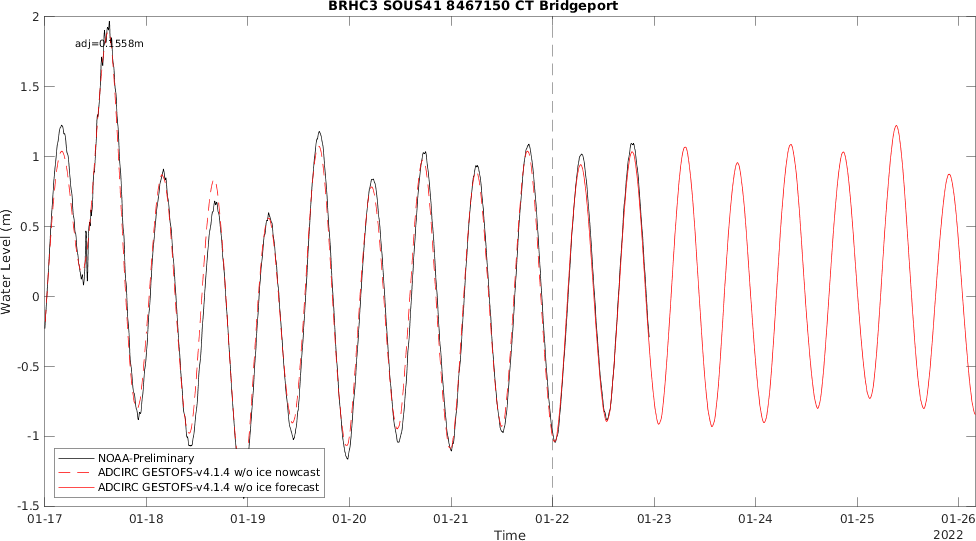 BRHC3 SOUS41 8467150 CT Bridgeport
adj=0.1558m
Water Level (m)
2
1.5
1
0.5
0
-0.5
-1
-1.5
NOAA-Preliminary
ADCIRC GESTOFS-v4.1.4 w/o ice nowcast
ADCIRC GESTOFS-v4.1.4 w/o ice forecast
01-17 01-18 01-19 01-20 01-21 01-22 01-23 01-24 01-25 01-26
Time
2022